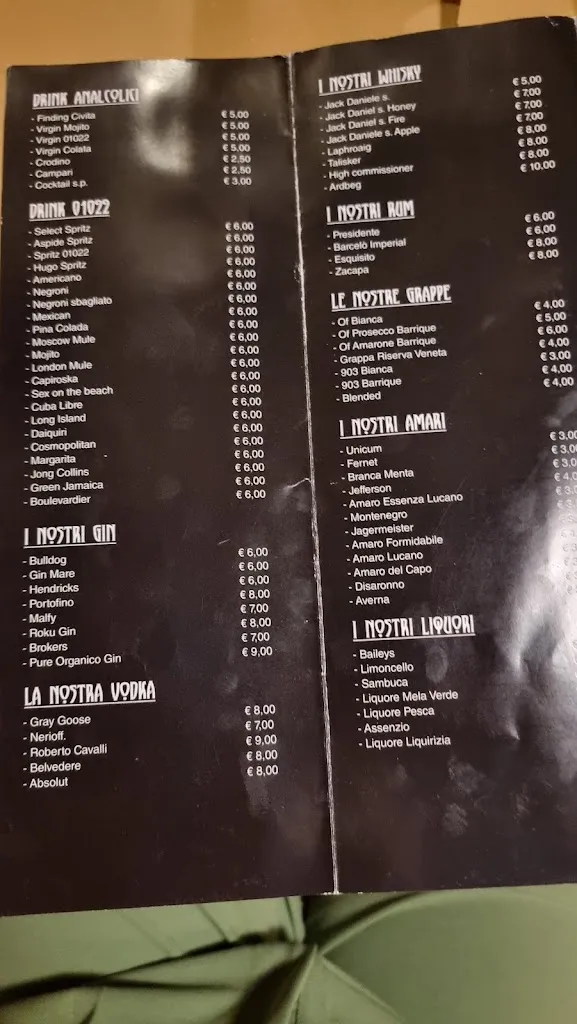 DRINK ANALCOLICI
- Finding Civita € 5,00
- Virgin Mojito € 5,00
- Virgin 01022 € 5,00
- Virgin Colata € 5,00
- Crodino € 2.50
- Campari € 2.50
- Cocktail s.p. € 3,00
DRINK 01022
- Select Spritz € 6,00
- Aspide Spritz € 6,00
- Spritz 01022 € 6,00
- Hugo Spritz € 6,00
- Americano € 6,00
- Negroni € 6,00
- Negroni sbagliato € 6,00
- Mexican € 6,00
- Pina Colada € 6,00
- Moscow Mule € 6,00
- Mojito € 6,00
- London Mule € 6,00
- Capiroska € 6,00
- Sex on the beach € 6,00
- Cuba Libre € 6,00
- Long Island € 6,00
- Daiquiri € 6,00
- Cosmopolitan € 6,00
- Margarita € 6,00
- Jong Collins € 6,00
- Green Jamaica € 6,00
- Boulevardier € 6,00
I NOSTRI GIN
- Bulldog € 6,00
- Gin Mare € 6,00
- Hendricks € 6,00
- Portofino € 8,00
- Malfy € 7,00
- Roku Gin € 8,00
- Brokers € 7,00
- Pure Organico Gin € 9,00
LA NOSTRA VODKA
- Gray Goose € 8,00
- Nerioff. € 7,00
- Roberto Cavalli € 9,00
- Belvedere € 8,00
- Absolut € 8,00
I NOSTRI WHISKY
- Jack Daniele s. € 5,00
- Jack Daniel s. Honey € 7,00
- Jack Daniel s. Fire € 7,00
- Jack Daniele s. Apple € 7,00
- Laphroaig € 8,00
- Talisker € 8,00
- High commissioner € 8,00
- Ardbeg € 10,00
I NOSTRI RUM
- Presidente € 6,00
- Barcelò Imperial € 6,00
- Esquisito € 8,00
- Zacapa € 8,00
LE NOSTRE GRAPPE
- Of Bianca € 4,00
- Of Prosecco Barrique € 5,00
- Of Amarone Barrique € 6,00
- Grappa Riserva Veneta € 4,00
- 903 Bianca € 3,00
- 903 Barrique € 4,00
- Blended € 4,00
I NOSTRI AMARI
- Unicum € 3,00
- Fernet € 3,0
- Branca Menta € 3,0
- Jefferson € 4,0
- Amaro Essenza Lucano
- Montenegro
- Jagermeister
- Amaro Formidabile
- Amaro Lucano
- Amaro del Capo
- Disaronno
- Averna
I NOSTRI LIQUORI
- Baileys
- Limoncello
- Sambuca
- Liquore Mela Verde
- Liquore Pesca
- Assenzio
- Liquore Liquirizia